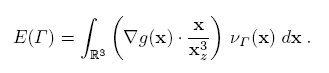 E(Γ) = ∫_{ℝ³} ( ∇g(𝐱) · 𝐱 / 𝐱_z³ ) ν_Γ(𝐱) d𝐱 .